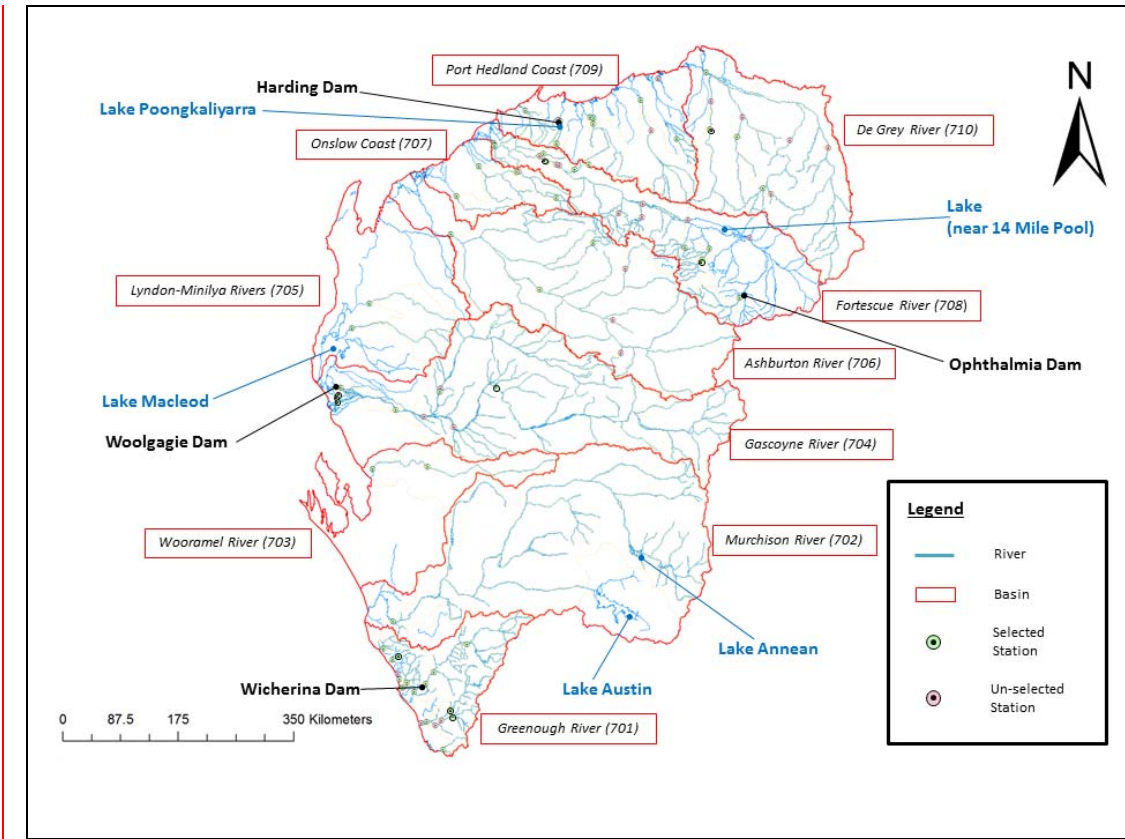 Port Hedland Coast (709)
N
Harding Dam
Lake Poongkaliyarra
De Grey River (710)
Onslow Coast (707)
Lake
(near 14 Mile Pool)
Lyndon-Minilya Rivers (705)
Fortescue River (708)
Ashburton River (706)
Ophthalmia Dam
Lake Macleod
Woolgagie Dam
Gascoyne River (704)
Wooramel River (703)
Murchison River (702)
Lake Annean
Lake Austin
Wicherina Dam
Greenough River (701)
0 87.5 175 350 Kilometers
Legend
River
Basin
Selected
Station
Un-selected
Station